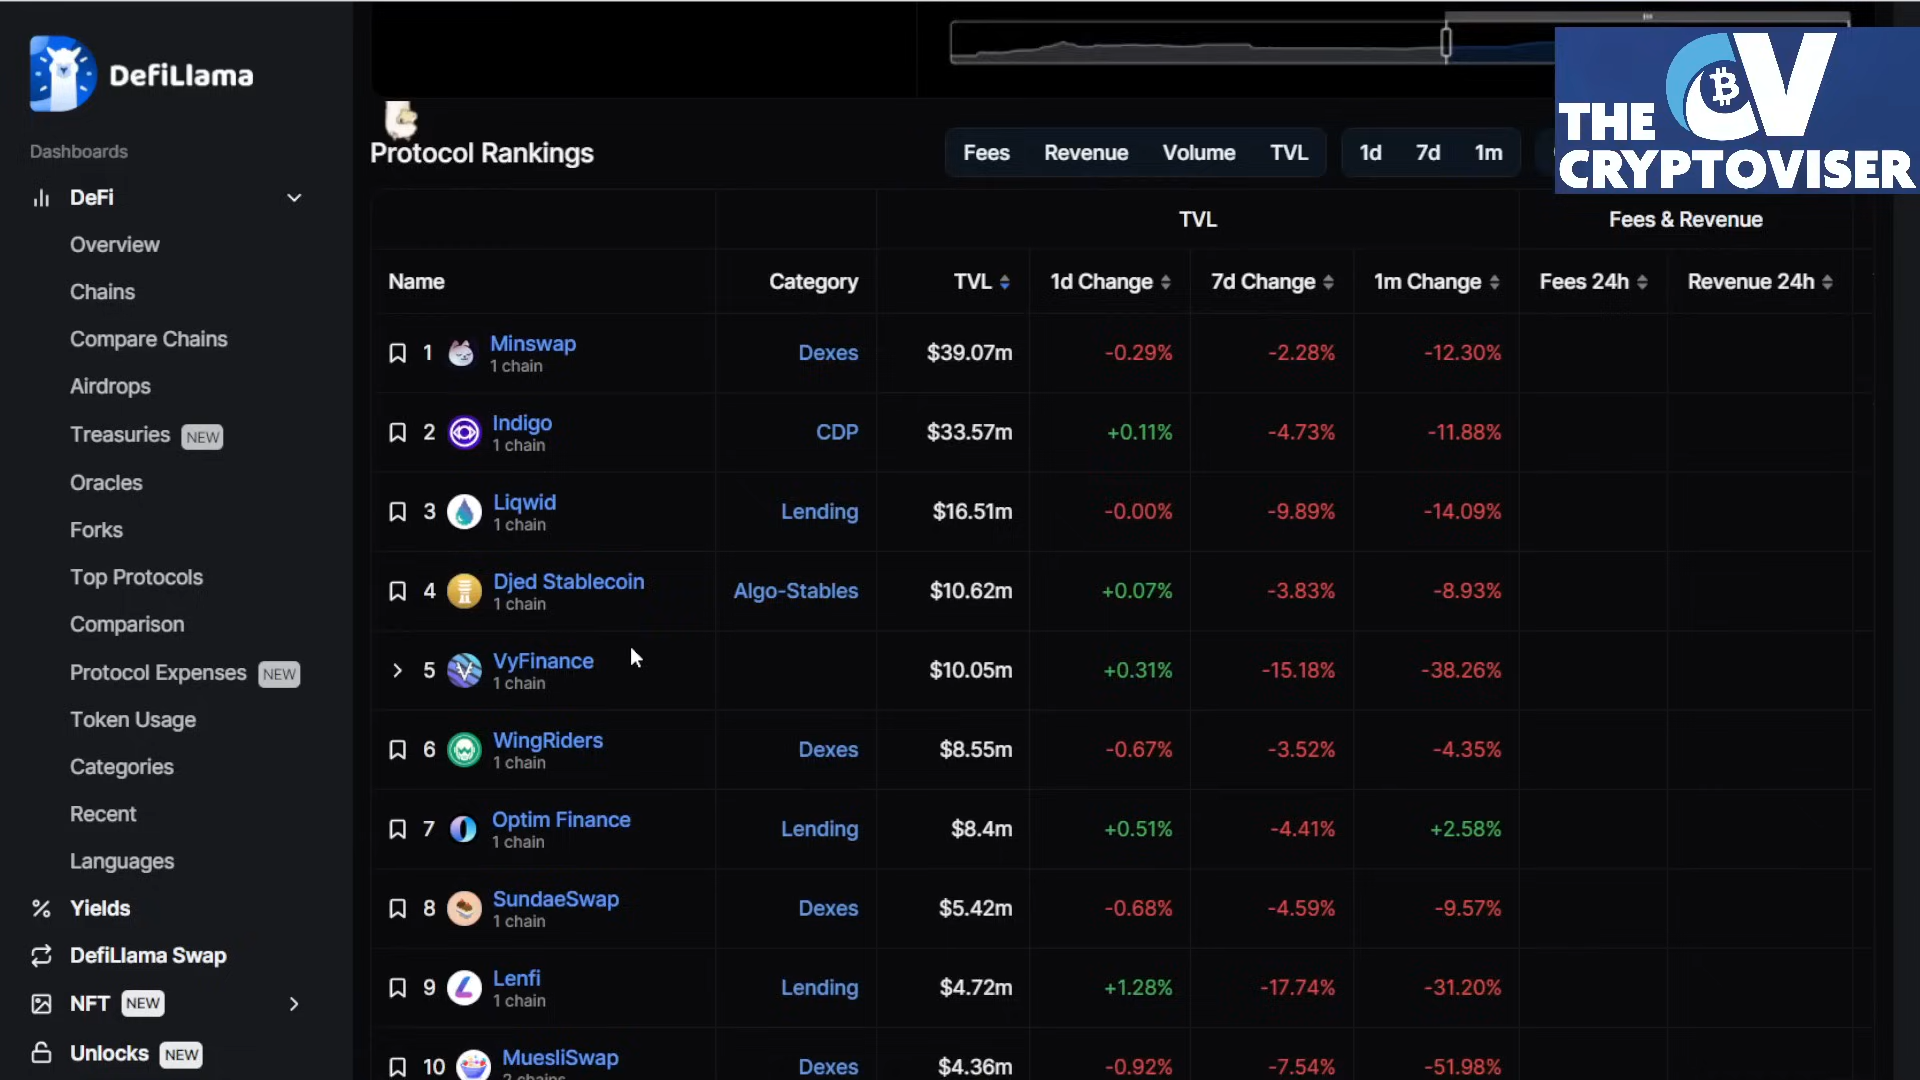 DefiLlama
Dashboards
DeFi
Overview
Chains
Compare Chains
Airdrops
Treasuries NEW
Oracles
Forks
Top Protocols
Comparison
Protocol Expenses NEW
Token Usage
Categories
Recent
Languages
Yields
DefiLlama Swap
NFT NEW
Unlocks NEW
THE CV
CRYPTOVISER
Protocol Rankings
Fees Revenue Volume TVL 1d 7d 1m
TVL Fees & Revenue
Name Category TVL 1d Change 7d Change 1m Change Fees 24h Revenue 24h
1 Minswap Dexes $39.07m -0.29% -2.28% -12.30%
1 chain
2 Indigo CDP $33.57m +0.11% -4.73% -11.88%
1 chain
3 Liqwid Lending $16.51m -0.00% -9.89% -14.09%
1 chain
4 Djed Stablecoin Algo-Stables $10.62m +0.07% -3.83% -8.93%
1 chain
5 VyFinance $10.05m +0.31% -15.18% -38.26%
1 chain
6 WingRiders Dexes $8.55m -0.67% -3.52% -4.35%
1 chain
7 Optim Finance Lending $8.4m +0.51% -4.41% +2.58%
1 chain
8 SundaeSwap Dexes $5.42m -0.68% -4.59% -9.57%
1 chain
9 Lenfi Lending $4.72m +1.28% -17.74% -31.20%
1 chain
10 MuesliSwap Dexes $4.36m -0.92% -7.54% -51.98%
2 chains